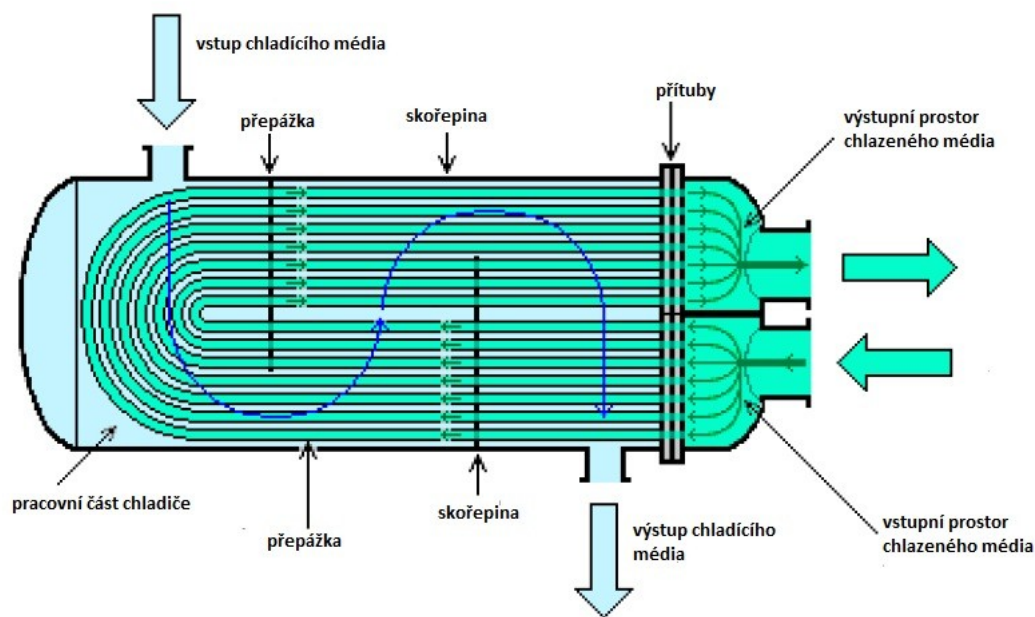 vstup chladícího média
příтuby
přepážka
skořepina
výstupní prostor
chlazeného média
pracovní část chladiče
přepážka
skořepina
výstup chladícího
média
vstupní prostor
chlazeného média